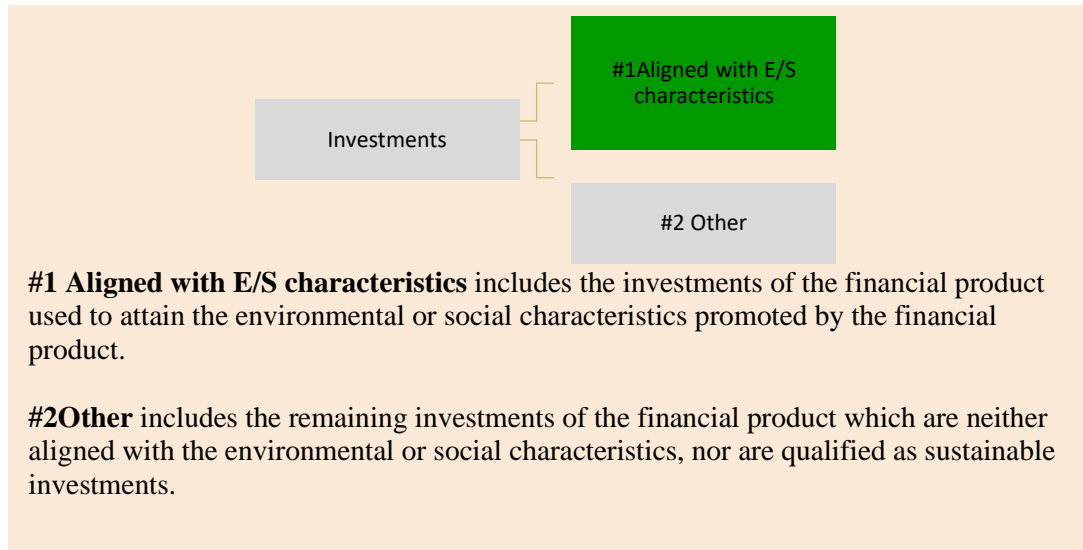 #1Aligned with E/S
characteristics
Investments
#2 Other
#1 Aligned with E/S characteristics includes the investments of the financial product
used to attain the environmental or social characteristics promoted by the financial
product.
#2Other includes the remaining investments of the financial product which are neither
aligned with the environmental or social characteristics, nor are qualified as sustainable
investments.